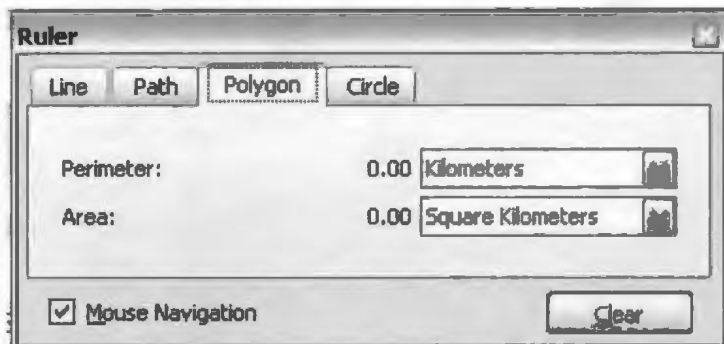 Ruler
Line Path Polygon Circle
Perimeter: 0.00 Kilometers
Area: 0.00 Square Kilometers
Mouse Navigation Clear